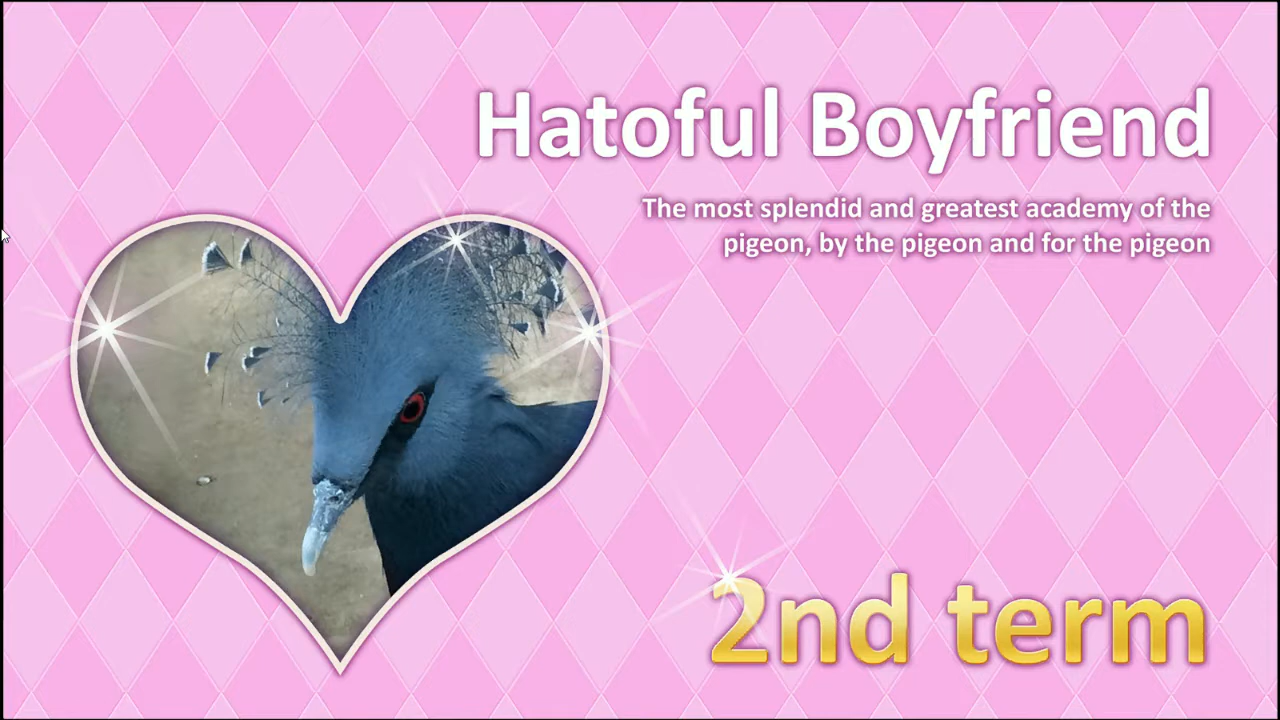 Hatoful Boyfriend
The most splendid and greatest academy of the
pigeon, by the pigeon and for the pigeon
2nd term